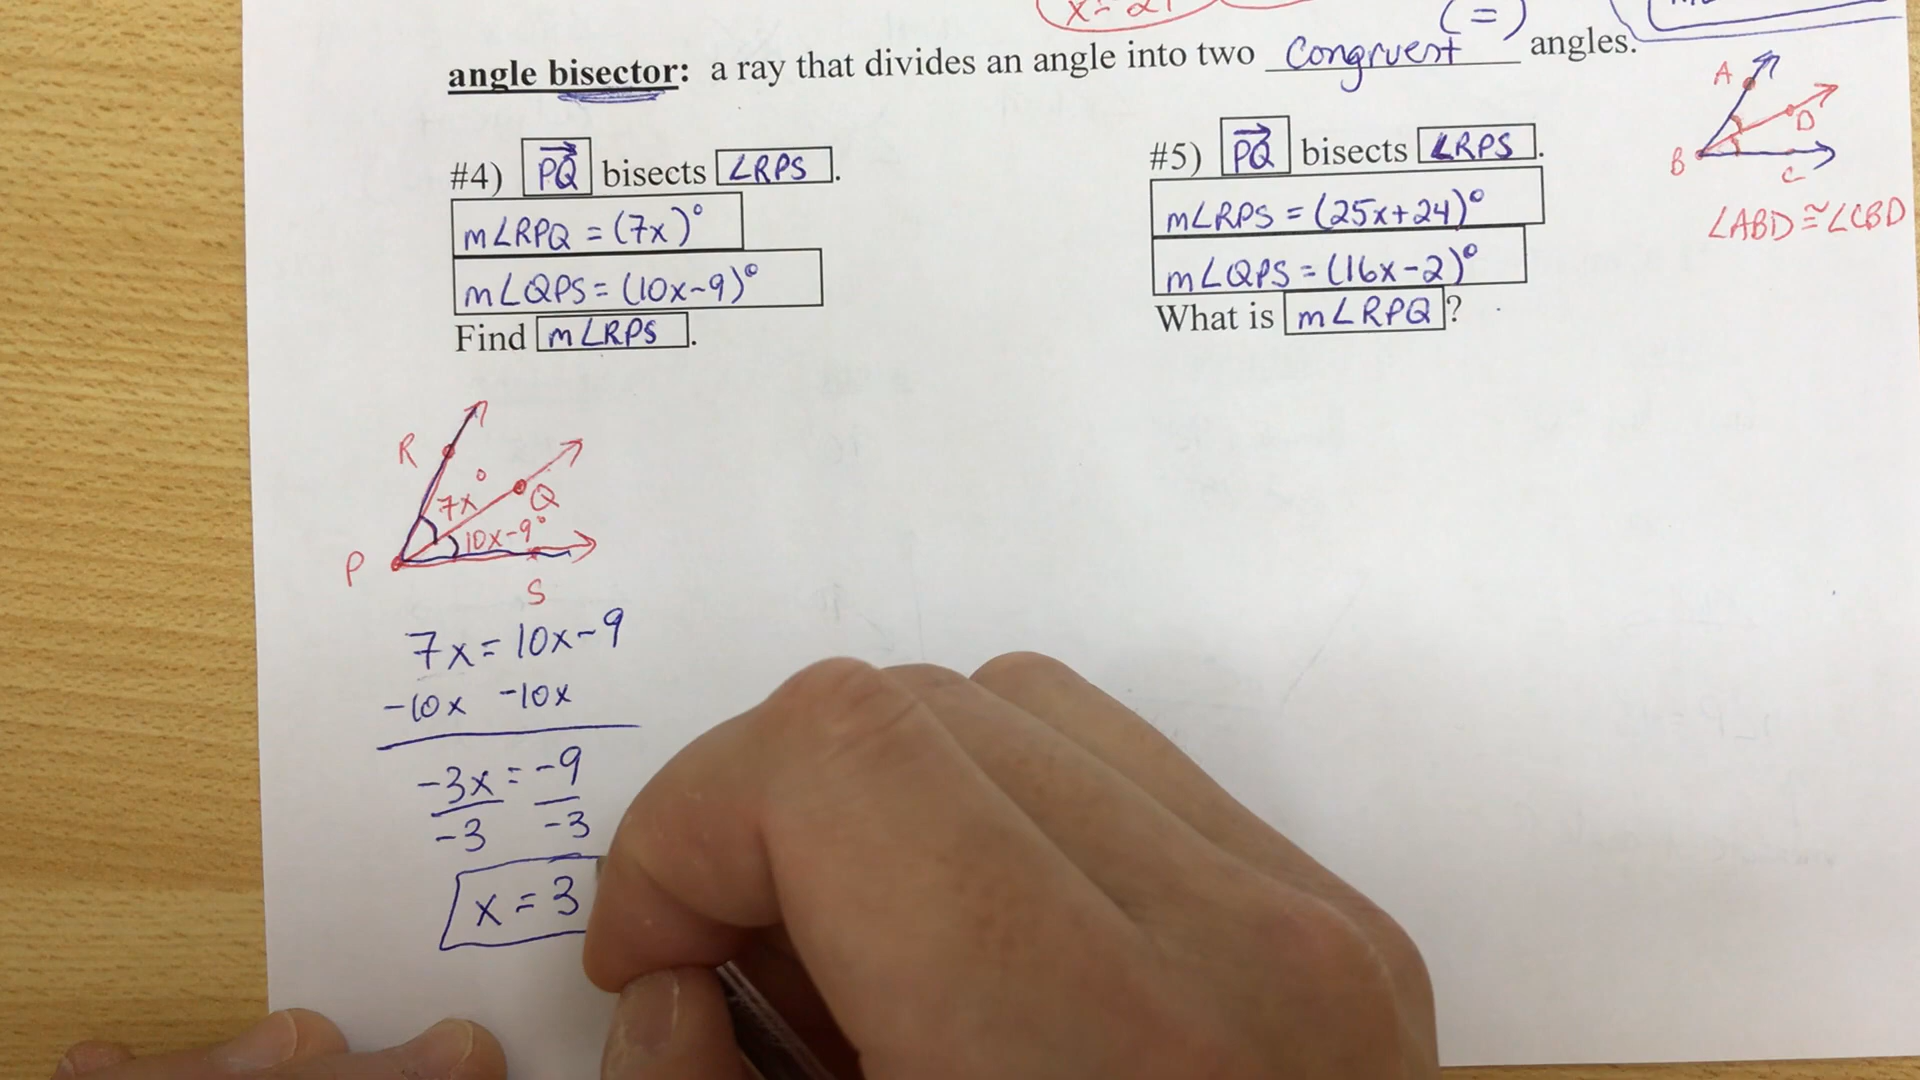 x = 21
(=)
angle bisector: a ray that divides an angle into two congruent angles.
#4) PQ bisects ∠RPS.
m∠RPQ = (7x)°
m∠QPS = (10x-9)°
Find m∠RPS.
#5) PQ bisects ∠RPS.
m∠RPS = (25x+24)°
m∠QPS = (16x-2)°
What is m∠RPQ?
A
D
B
C
∠ABD ≅ ∠CBD
R
7x°
Q
10x-9°
P
S
7x = 10x-9
-10x -10x
-3x = -9
-3 -3
x = 3